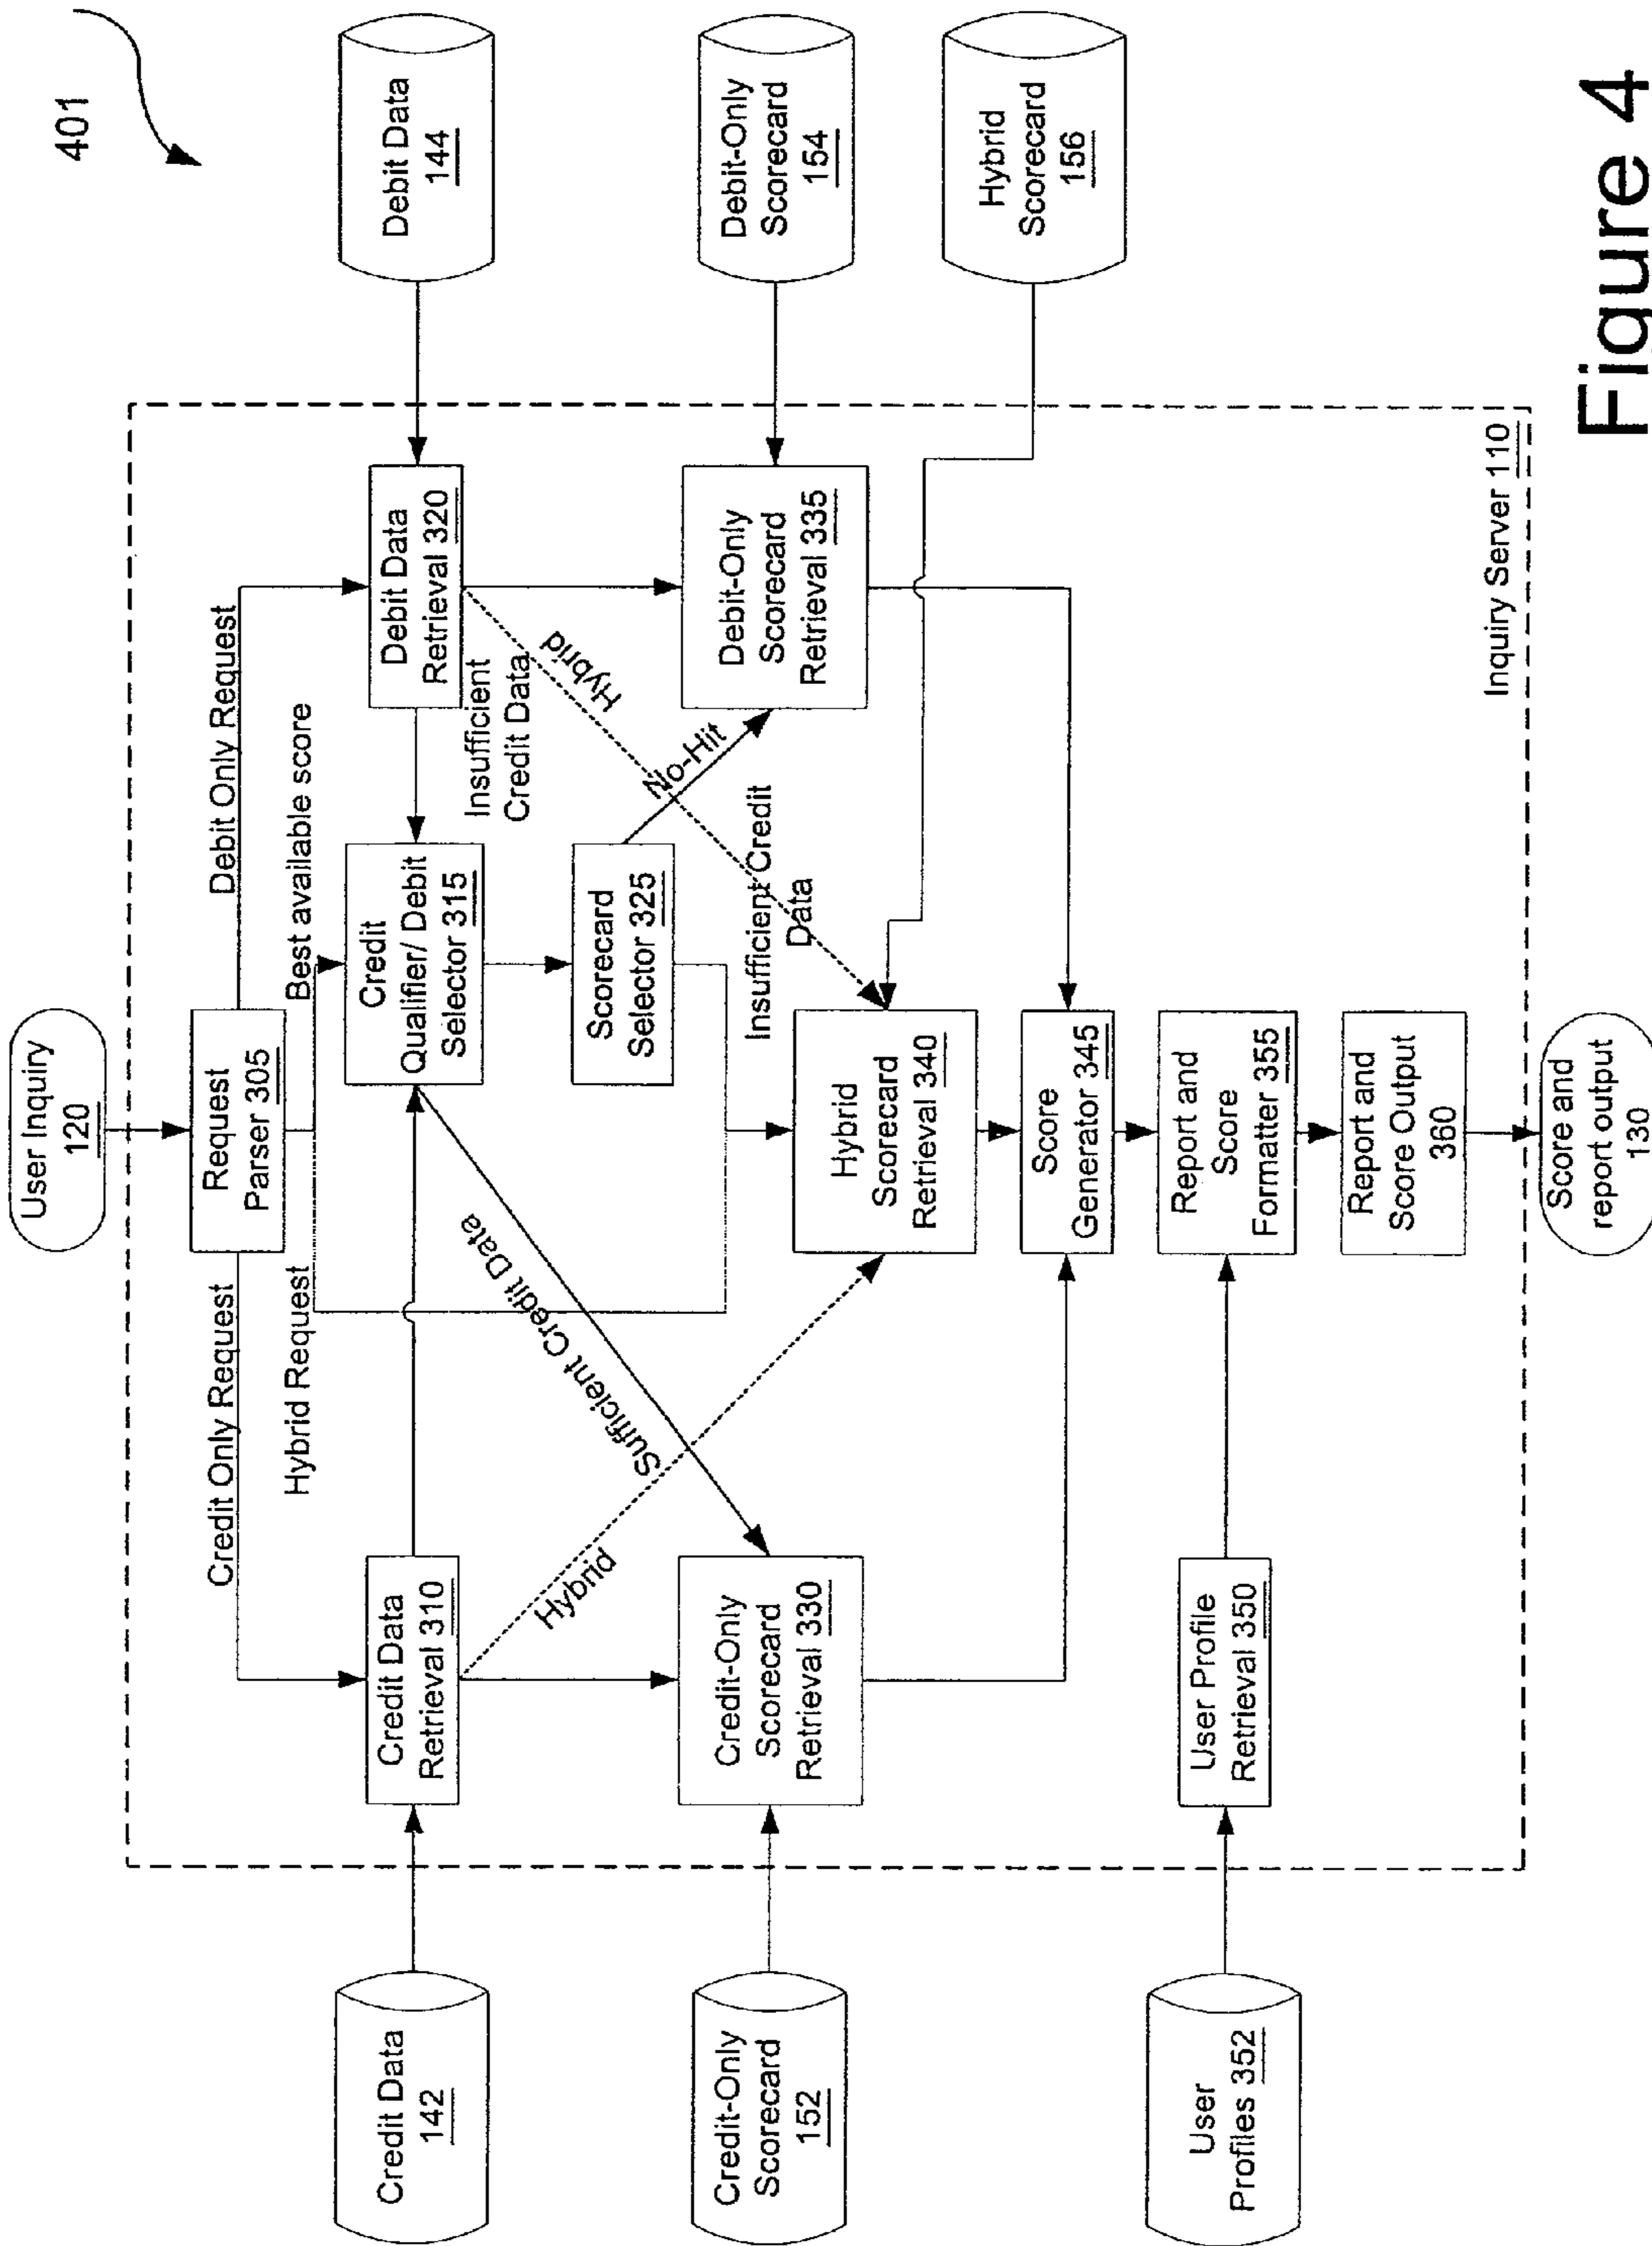 401
User Inquiry
120
Request
Parser 305
Credit Only Request
Hybrid Request
Debit Only Request
Best available score
Credit Data
142
Credit Data
Retrieval 310
Credit
Qualifier/ Debit
Selector 315
Debit Data
Retrieval 320
Debit Data
144
Insufficient
Credit Data
Scorecard
Selector 325
Hybrid
Sufficient Credit Data
No-Hit
Hybrid
Credit-Only
Scorecard
152
Credit-Only
Scorecard
Retrieval 330
Debit-Only
Scorecard
Retrieval 335
Debit-Only
Scorecard
154
Insufficient Credit
Data
Hybrid
Scorecard
Retrieval 340
Hybrid
Scorecard
156
Score
Generator 345
User
Profiles 352
User Profile
Retrieval 350
Report and
Score
Formatter 355
Report and
Score Output
360
Inquiry Server 110
Score and
report output
130
Figure 4